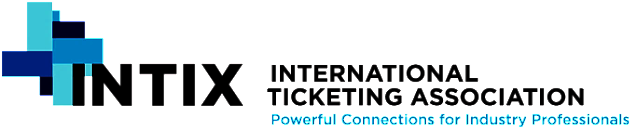 INTIX
INTERNATIONAL
TICKETING ASSOCIATION
Powerful Connections for Industry Professionals